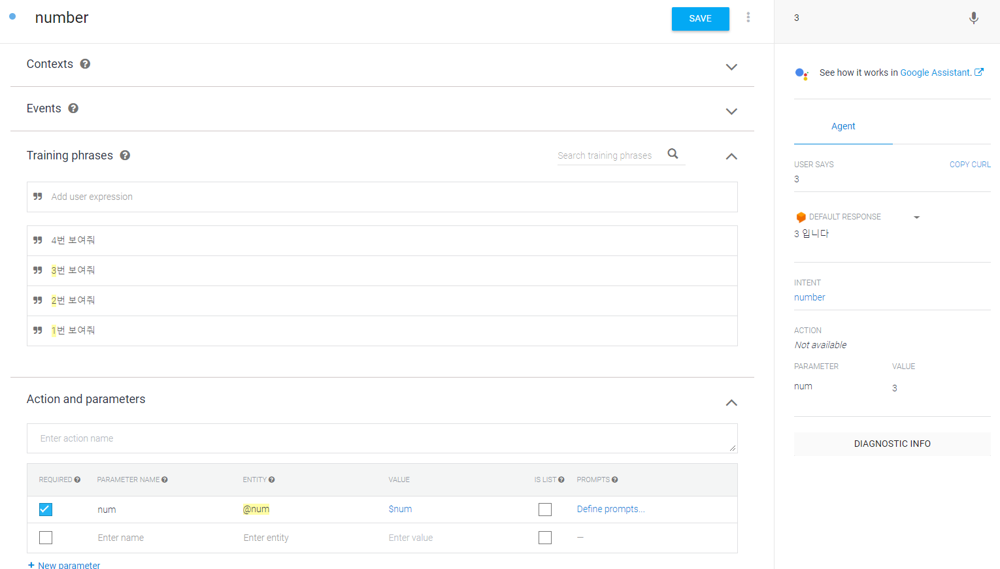 number
SAVE
Contexts
Events
Training phrases
Search training phrases
Add user expression
4번 보여줘
3번 보여줘
2번 보여줘
1번 보여줘
Action and parameters
Enter action name
REQUIRED PARAMETER NAME ENTITY VALUE IS LIST PROMPTS
num @num $num Define prompts...
Enter name Enter entity Enter value —
+ New parameter
3
See how it works in Google Assistant.
Agent
USER SAYS COPY CURL
3
DEFAULT RESPONSE
3 입니다
INTENT
number
ACTION
Not available
PARAMETER VALUE
num 3
DIAGNOSTIC INFO